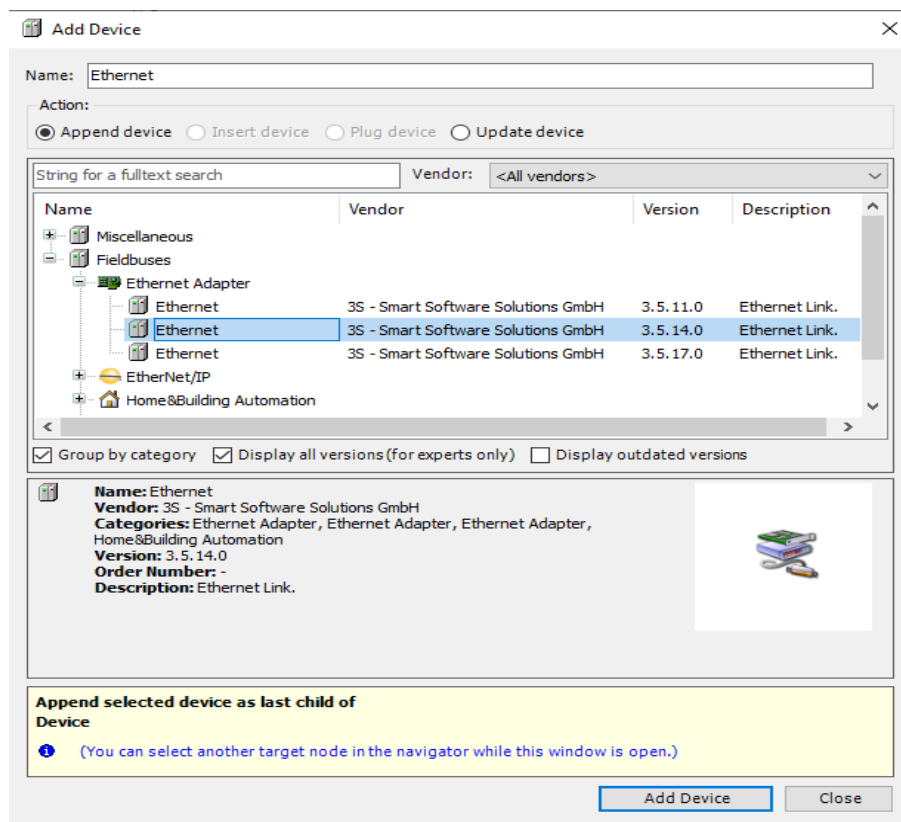 Add Device
Name: Ethernet
Action:
Append device Insert device Plug device Update device
String for a fulltext search Vendor: <All vendors>
Name Vendor Version Description
Miscellaneous
Fieldbuses
Ethernet Adapter
Ethernet 3S - Smart Software Solutions GmbH 3.5.11.0 Ethernet Link.
Ethernet 3S - Smart Software Solutions GmbH 3.5.14.0 Ethernet Link.
Ethernet 3S - Smart Software Solutions GmbH 3.5.17.0 Ethernet Link.
EtherNet/IP
Home&Building Automation
Group by category Display all versions (for experts only) Display outdated versions
Name: Ethernet
Vendor: 3S - Smart Software Solutions GmbH
Categories: Ethernet Adapter, Ethernet Adapter, Ethernet Adapter,
Home&Building Automation
Version: 3.5.14.0
Order Number: -
Description: Ethernet Link.
Append selected device as last child of
Device
(You can select another target node in the navigator while this window is open.)
Add Device Close